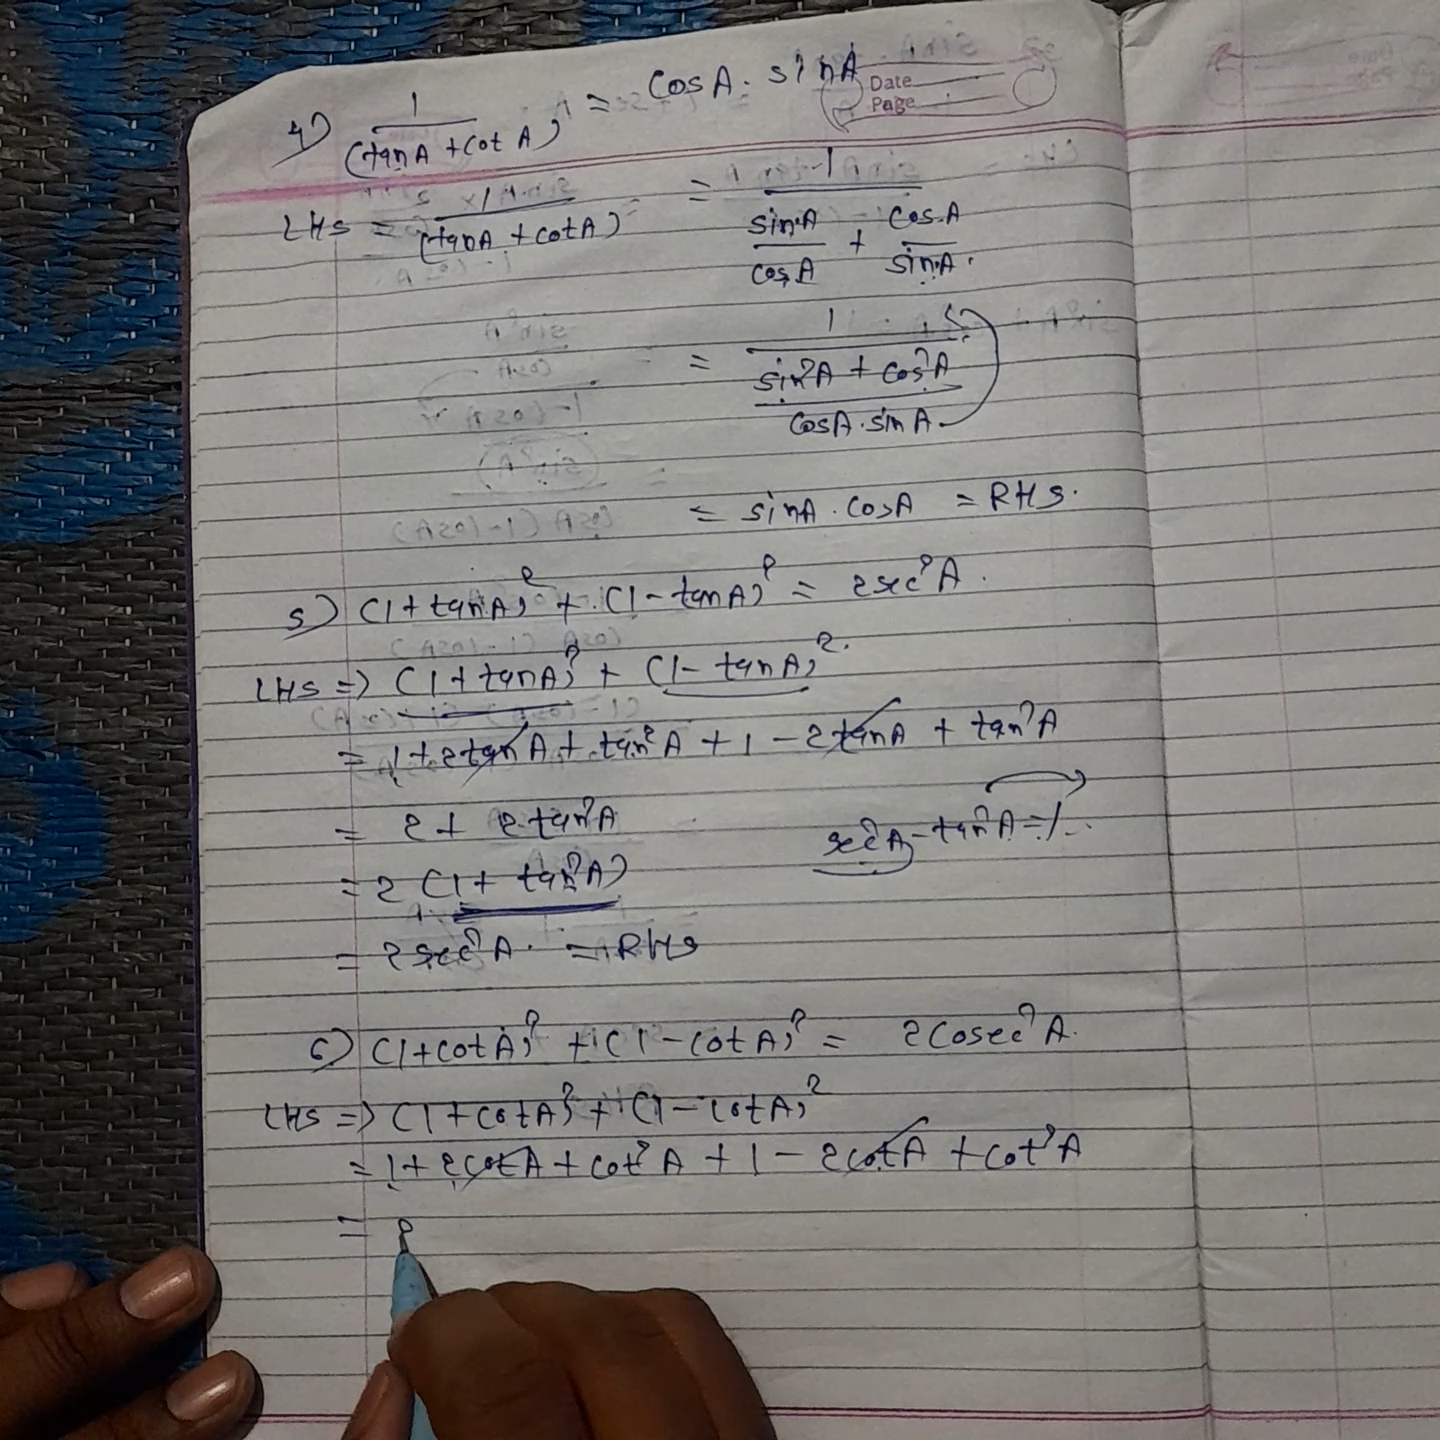 4) 1/(tanA + cot A) = cosA . sinA
Date
Page
LHS = 1/(tanA + cotA) = 1/(sinA/cosA + cosA/sinA)
= 1/((sin²A + cos²A)/(cosA . sinA))
= sinA . cosA = RHS.
5) (1 + tanA)² + (1 - tanA)² = 2sec²A .
LHS => (1 + tanA)² + (1 - tanA)².
= 1 + 2tanA + tan²A + 1 - 2tanA + tan²A
= 2 + 2tan²A
sec²A - tan²A = 1
= 2 (1 + tan²A)
= 2sec²A . = RHS
6) (1 + cotA)² + (1 - cotA)² = 2cosec²A.
LHS => (1 + cotA)² + (1 - cotA)²
= 1 + 2cotA + cot²A + 1 - 2cotA + cot²A
= 2